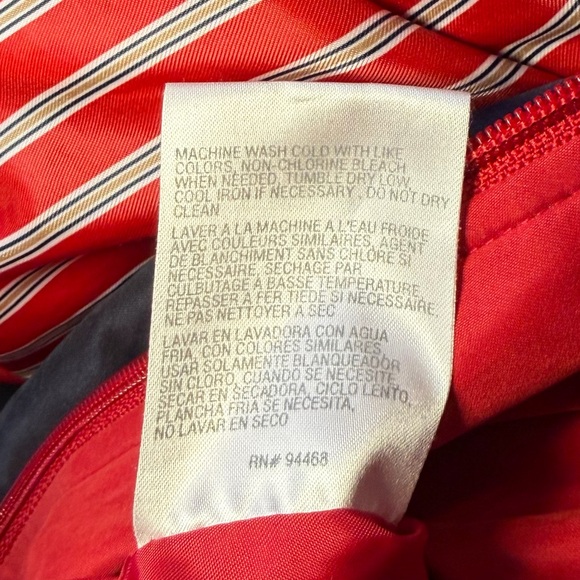 MACHINE WASH COLD WITH LIKE
COLORS, NON-CHLORINE BLEACH
WHEN NEEDED, TUMBLE DRY LOW,
COOL IRON IF NECESSARY, DO NOT DRY
CLEAN
LAVER A LA MACHINE A L'EAU FROIDE
AVEC COULEURS SIMILAIRES, AGENT
DE BLANCHIMENT SANS CHLORE SI
NECESSAIRE, SECHAGE PAR
CULBUTAGE A BASSE TEMPERATURE,
REPASSER A FER TIEDE SI NECESSAIRE,
NE PAS NETTOYER A SEC
LAVAR EN LAVADORA CON AGUA
FRIA, CON COLORES SIMILARES,
USAR SOLAMENTE BLANQUEADOR
SIN CLORO, CUANDO SE NECESITE,
SECAR EN SECADORA, CICLO LENTO,
PLANCHA FRIA SE NECESITA,
NO LAVAR EN SECO
RN# 94468